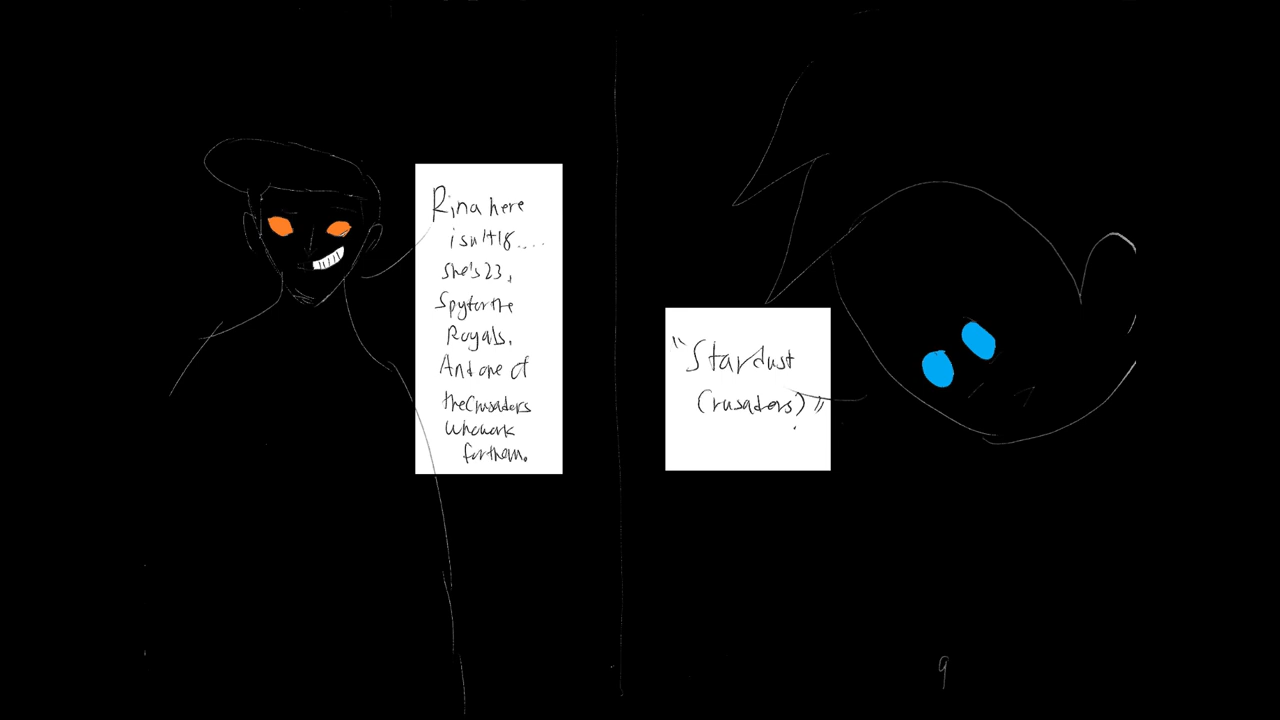 Rina here
isn't 18....
She's 23.
Spy for the
Royals.
And one of
the Crusaders
who work
for them.
"Stardust
Crusaders?"
9